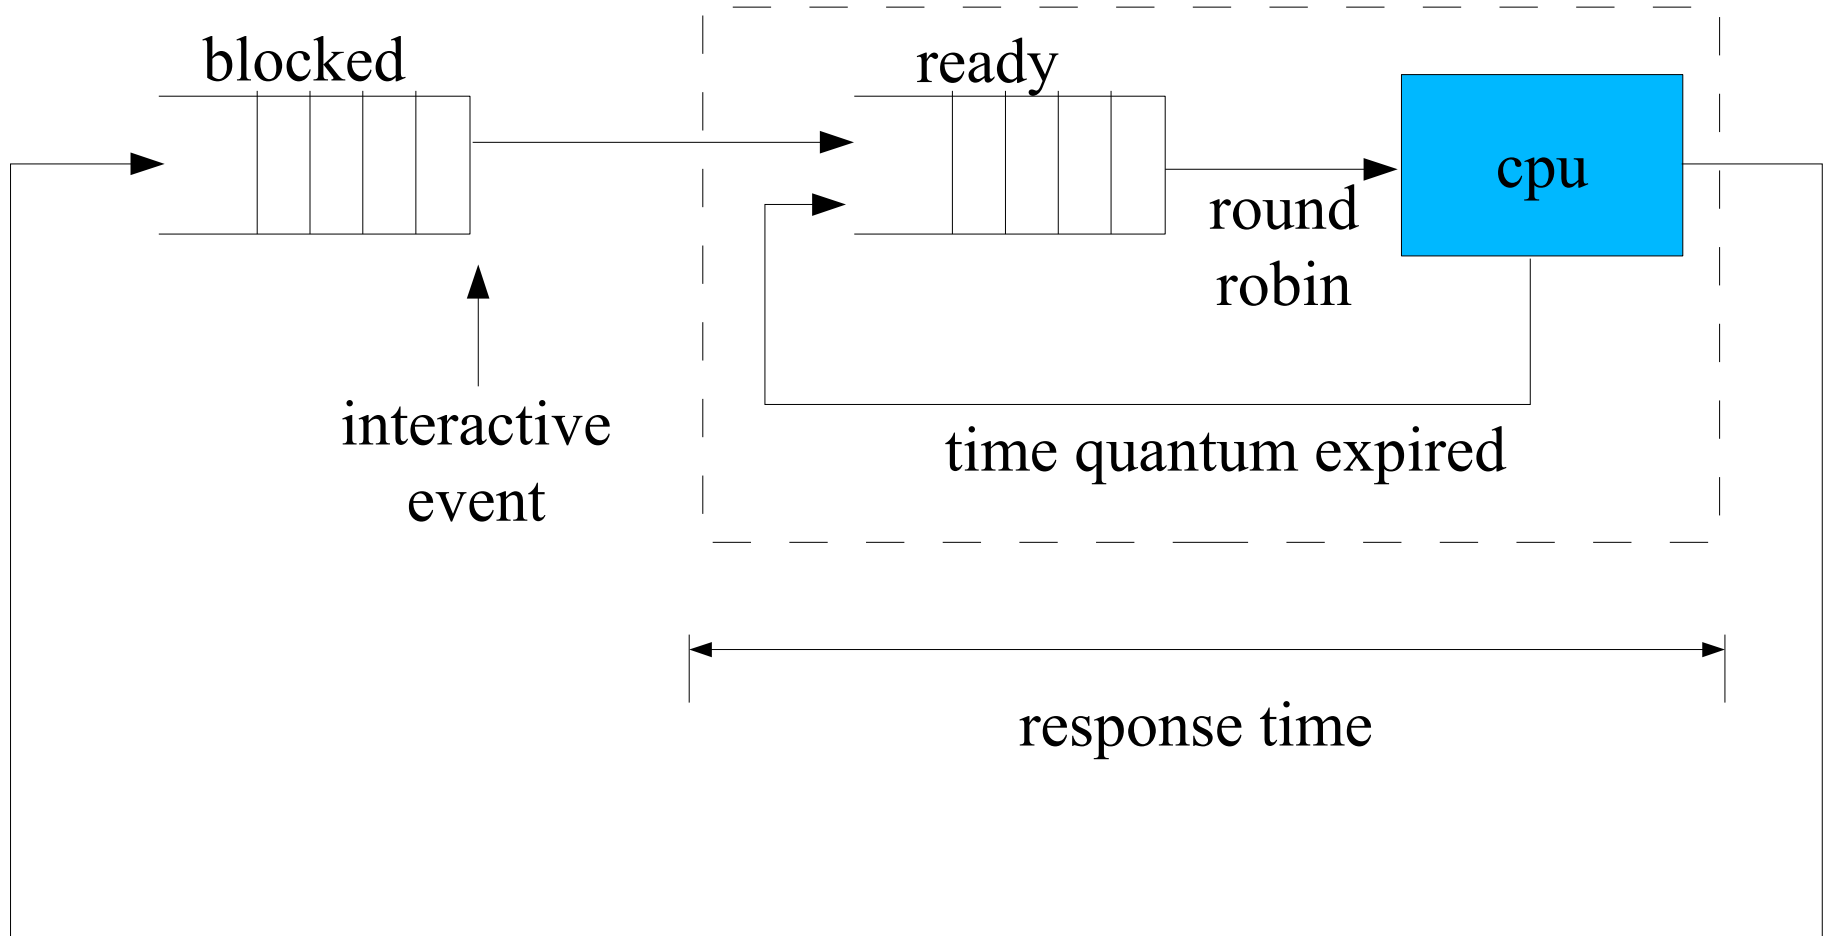 blocked
ready
cpu
round
robin
interactive
event
time quantum expired
response time